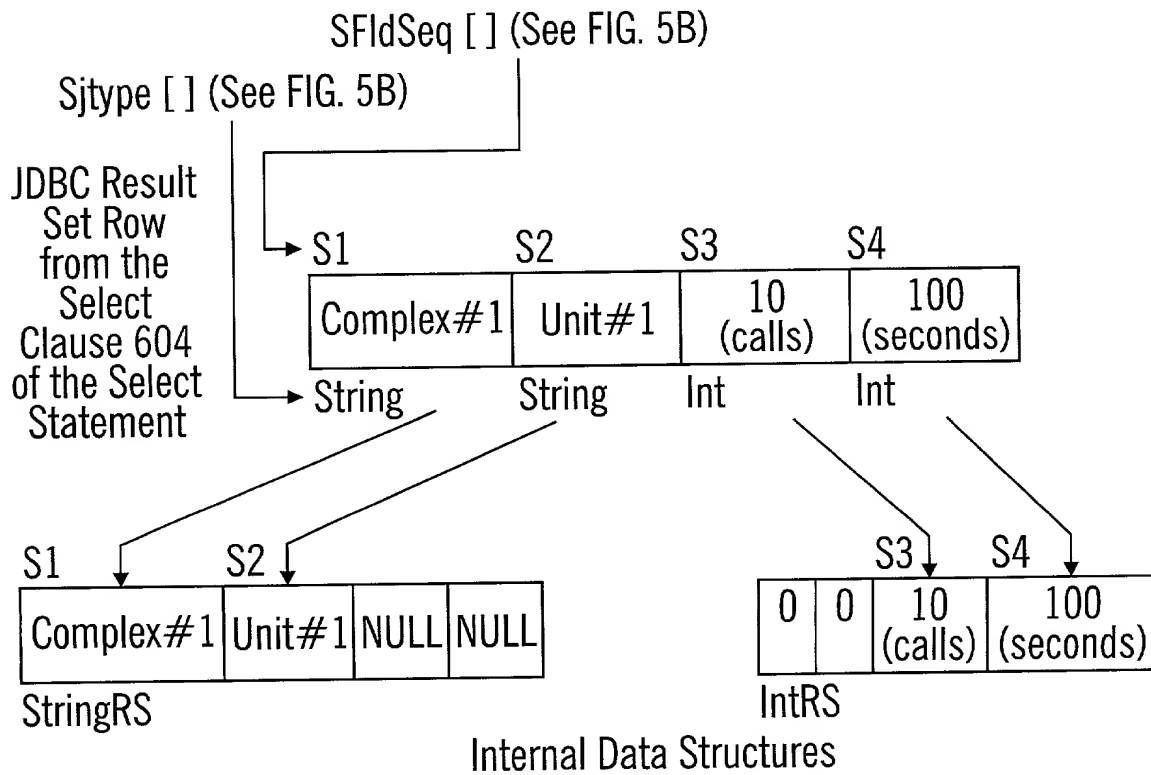 SFldSeq [ ] (See FIG. 5B)
Sjtype [ ] (See FIG. 5B)
JDBC Result
Set Row
from the
Select
Clause 604
of the Select
Statement
S1 S2 S3 S4
Complex#1 Unit#1 10 (calls) 100 (seconds)
String String Int Int
S1 S2
Complex#1 Unit#1 NULL NULL
StringRS
S3 S4
0 0 10 (calls) 100 (seconds)
IntRS
Internal Data Structures